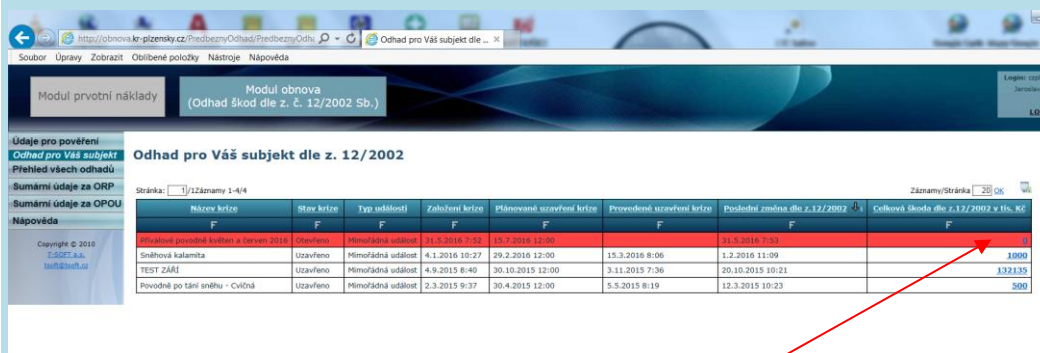 http://obnova.kr-plzensky.cz/PredbeznyOdhad/PredbeznyOdh
Odhad pro Váš subjekt dle ...
Soubor Úpravy Zobrazit Oblíbené položky Nástroje Nápověda
Modul prvotní náklady
Modul obnova
(Odhad škod dle z. č. 12/2002 Sb.)
Login:
Jaroslav
LO
Údaje pro pověření
Odhad pro Váš subjekt
Přehled všech odhadů
Sumární údaje za ORP
Sumární údaje za OPOU
Nápověda
Copyright © 2010
T-SOFT a.s.
tsoft@tsoft.cz
Odhad pro Váš subjekt dle z. 12/2002
Stránka: 1/1 Záznamy 1-4/4 Záznamy/Stránka 20 OK
Název krize Stav krize Typ události Založení krize Plánované uzavření krize Provedené uzavření krize Poslední změna dle z.12/2002 1 Celková škoda dle z.12/2002 v tis. Kč
F F F F F F F F
Přívalové povodně květen a červen 2016 Otevřeno Mimořádná událost 31.5.2016 7:52 15.7.2016 12:00 31.5.2016 7:53 0
Sněhová kalamita Uzavřeno Mimořádná událost 4.1.2016 10:27 29.2.2016 12:00 15.3.2016 8:06 1.2.2016 11:09 1000
TEST ZÁŘÍ Uzavřeno Mimořádná událost 4.9.2015 8:40 30.10.2015 12:00 3.11.2015 7:36 20.10.2015 10:21 132135
Povodně po tání sněhu - Cvičná Uzavřeno Mimořádná událost 2.3.2015 9:37 30.4.2015 12:00 5.5.2015 8:19 12.3.2015 10:23 500